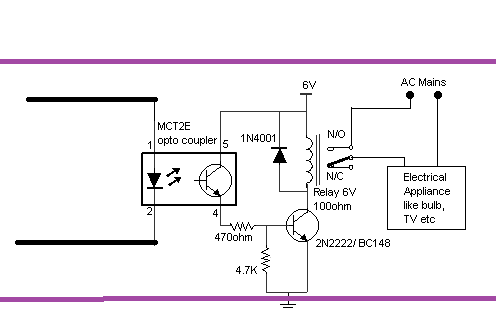 6V
AC Mains
MCT2E
opto coupler
5
1N4001
N/O
1
N/C
Electrical
Appliance
like bulb,
TV etc
Relay 6V
100ohm
2
4
470ohm
2N2222/ BC148
4.7K